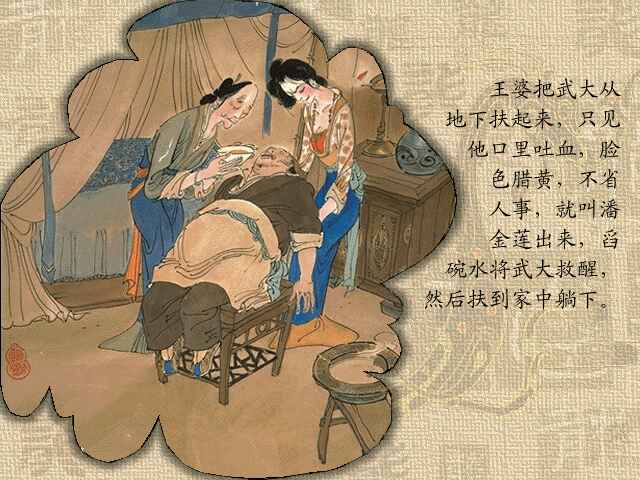 王婆把武大从
地下扶起来，只见
他口里吐血，脸
色腊黄，不省
人事，就叫潘
金莲出来，舀
碗水将武大救醒，
然后扶到家中躺下。